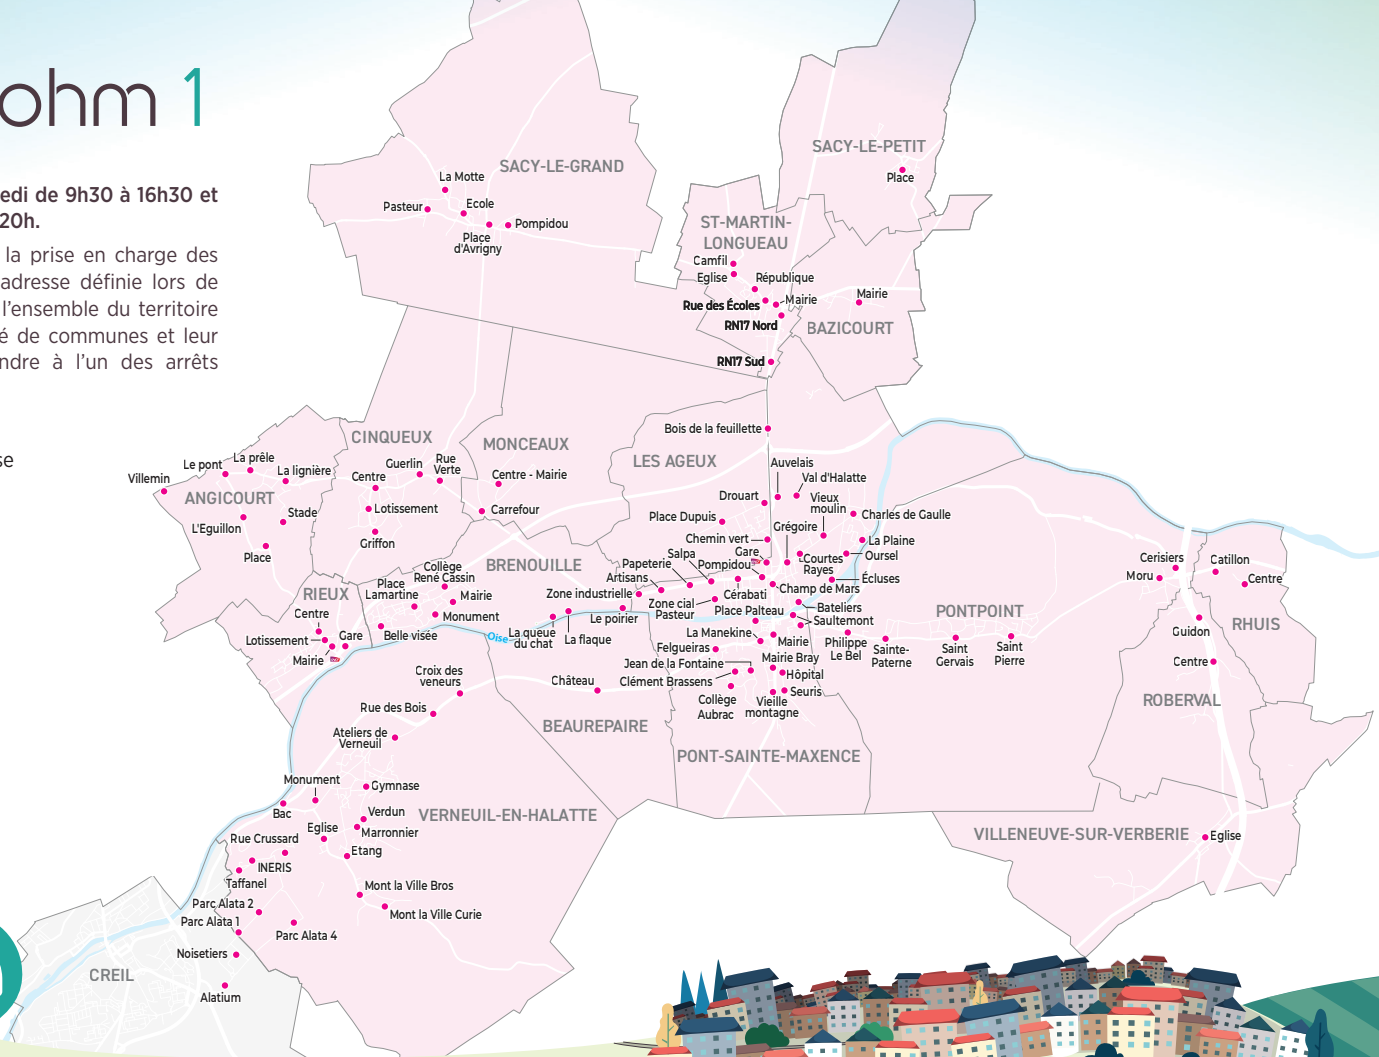 ohm 1
edi de 9h30 à 16h30 et
20h.
la prise en charge des
adresse définie lors de
l'ensemble du territoire
é de communes et leur
ndre à l'un des arrêts
se
SACY-LE-GRAND
La Motte
Pasteur
Ecole
Place
d'Avrigny
Pompidou
SACY-LE-PETIT
Place
ST-MARTIN-
LONGUEAU
Camfil
Eglise
République
Rue des Écoles
Mairie
RN17 Nord
RN17 Sud
Mairie
BAZICOURT
CINQUEUX
Guerlin
Rue
Verte
Centre
Lotissement
Griffon
MONCEAUX
Centre - Mairie
Carrefour
LES AGEUX
Bois de la feuillette
Villemin
Le pont
La prêle
La lignière
ANGICOURT
L'Eguillon
Stade
Place
Auvelais
Val d'Halatte
Drouart
Vieux
moulin
Place Dupuis
Charles de Gaulle
Grégoire
Chemin vert
La Plaine
Gare
Oursel
Salpa
Pompidou
Courtes
Rayes
Papeterie
Écluses
Artisans
Champ de Mars
Cérabati
Zone industrielle
Zone cial
Pasteur
Le poirier
Place Palteau
Bateliers
Sautemont
BRENOUILLE
Collège
René Cassin
Place
Lamartine
Mairie
Monument
Belle visée
La queue
du chat
La flaque
Oise
RIEUX
Centre
Lotissement
Gare
Mairie
La Manekine
Mairie
Felgueiras
Mairie Bray
Jean de la Fontaine
Hôpital
Clément Brassens
Seuris
Collège
Aubrac
Vieille
montagne
PONT-SAINTE-MAXENCE
Philippe
Le Bel
Sainte-
Paterne
Saint
Gervais
Saint
Pierre
PONTPOINT
Cerisiers
Moru
Catillon
Centre
RHUIS
Guidon
Centre
ROBERVAL
VILLENEUVE-SUR-VERBERIE
Eglise
Château
BEAUREPAIRE
Croix des
veneurs
Rue des Bois
Ateliers de
Verneuil
Monument
Gymnase
Bac
Verdun
VERNEUIL-EN-HALATTE
Eglise
Marronnier
Rue Crussard
Etang
INERIS
Taffanel
Mont la Ville Bros
Parc Alata 2
Mont la Ville Curie
Parc Alata 1
Parc Alata 4
Noisetiers
CREIL
Alatium